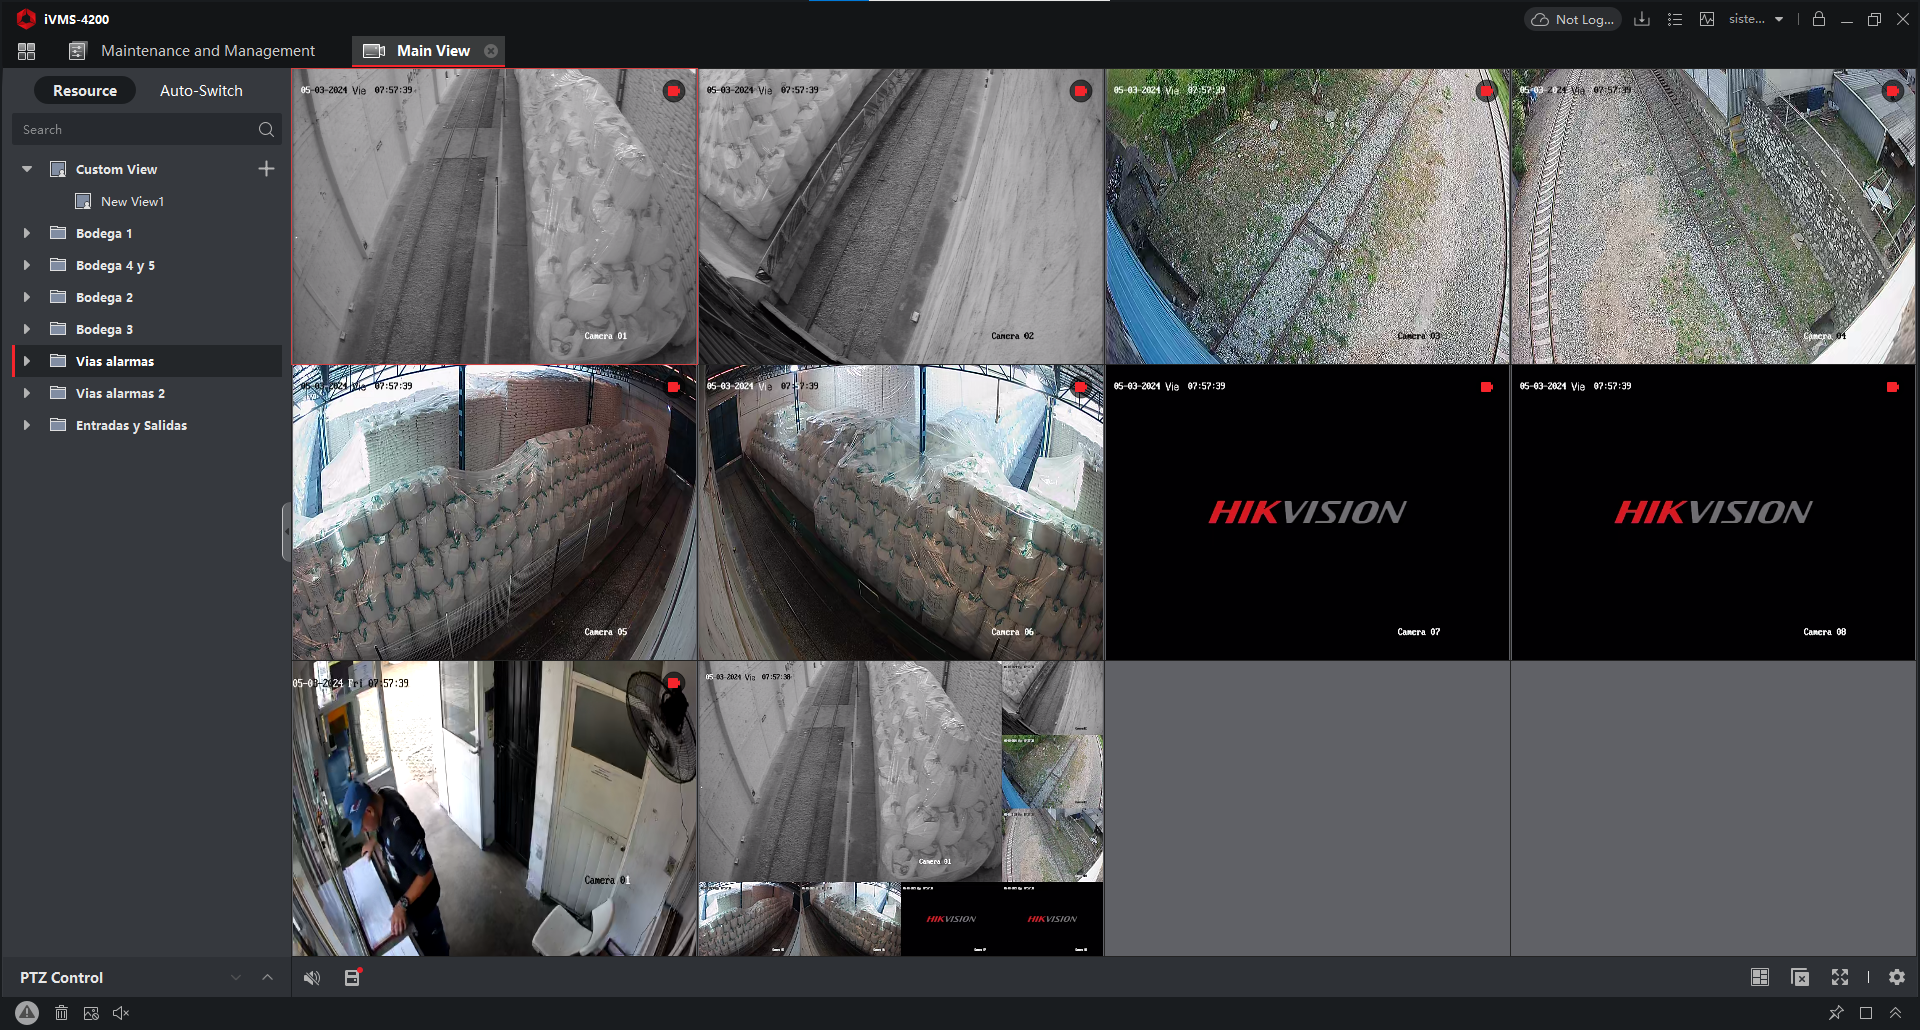 iVMS-4200
Not Log...
siste...
Maintenance and Management
Main View
Resource
Auto-Switch
Search
Custom View
New View1
Bodega 1
Bodega 4 y 5
Bodega 2
Bodega 3
Vias alarmas
Vias alarmas 2
Entradas y Salidas
PTZ Control
05-03-2024 Vie 07:57:39
Camera 01
05-03-2024 Vie 07:57:39
Camera 02
05-03-2024 Vie 07:57:39
Camera 03
05-03-2024 Vie 07:57:39
Camera 04
05-03-2024 Vie 07:57:39
Camera 05
05-03-2024 Vie 07:57:39
Camera 06
05-03-2024 Vie 07:57:39
HIKVISION
Camera 07
05-03-2024 Vie 07:57:39
HIKVISION
Camera 08
05-03-2024 Fri 07:57:39
Camera 01
05-03-2024 Vie 07:57:38
Camera 01
HIKVISION
HIKVISION